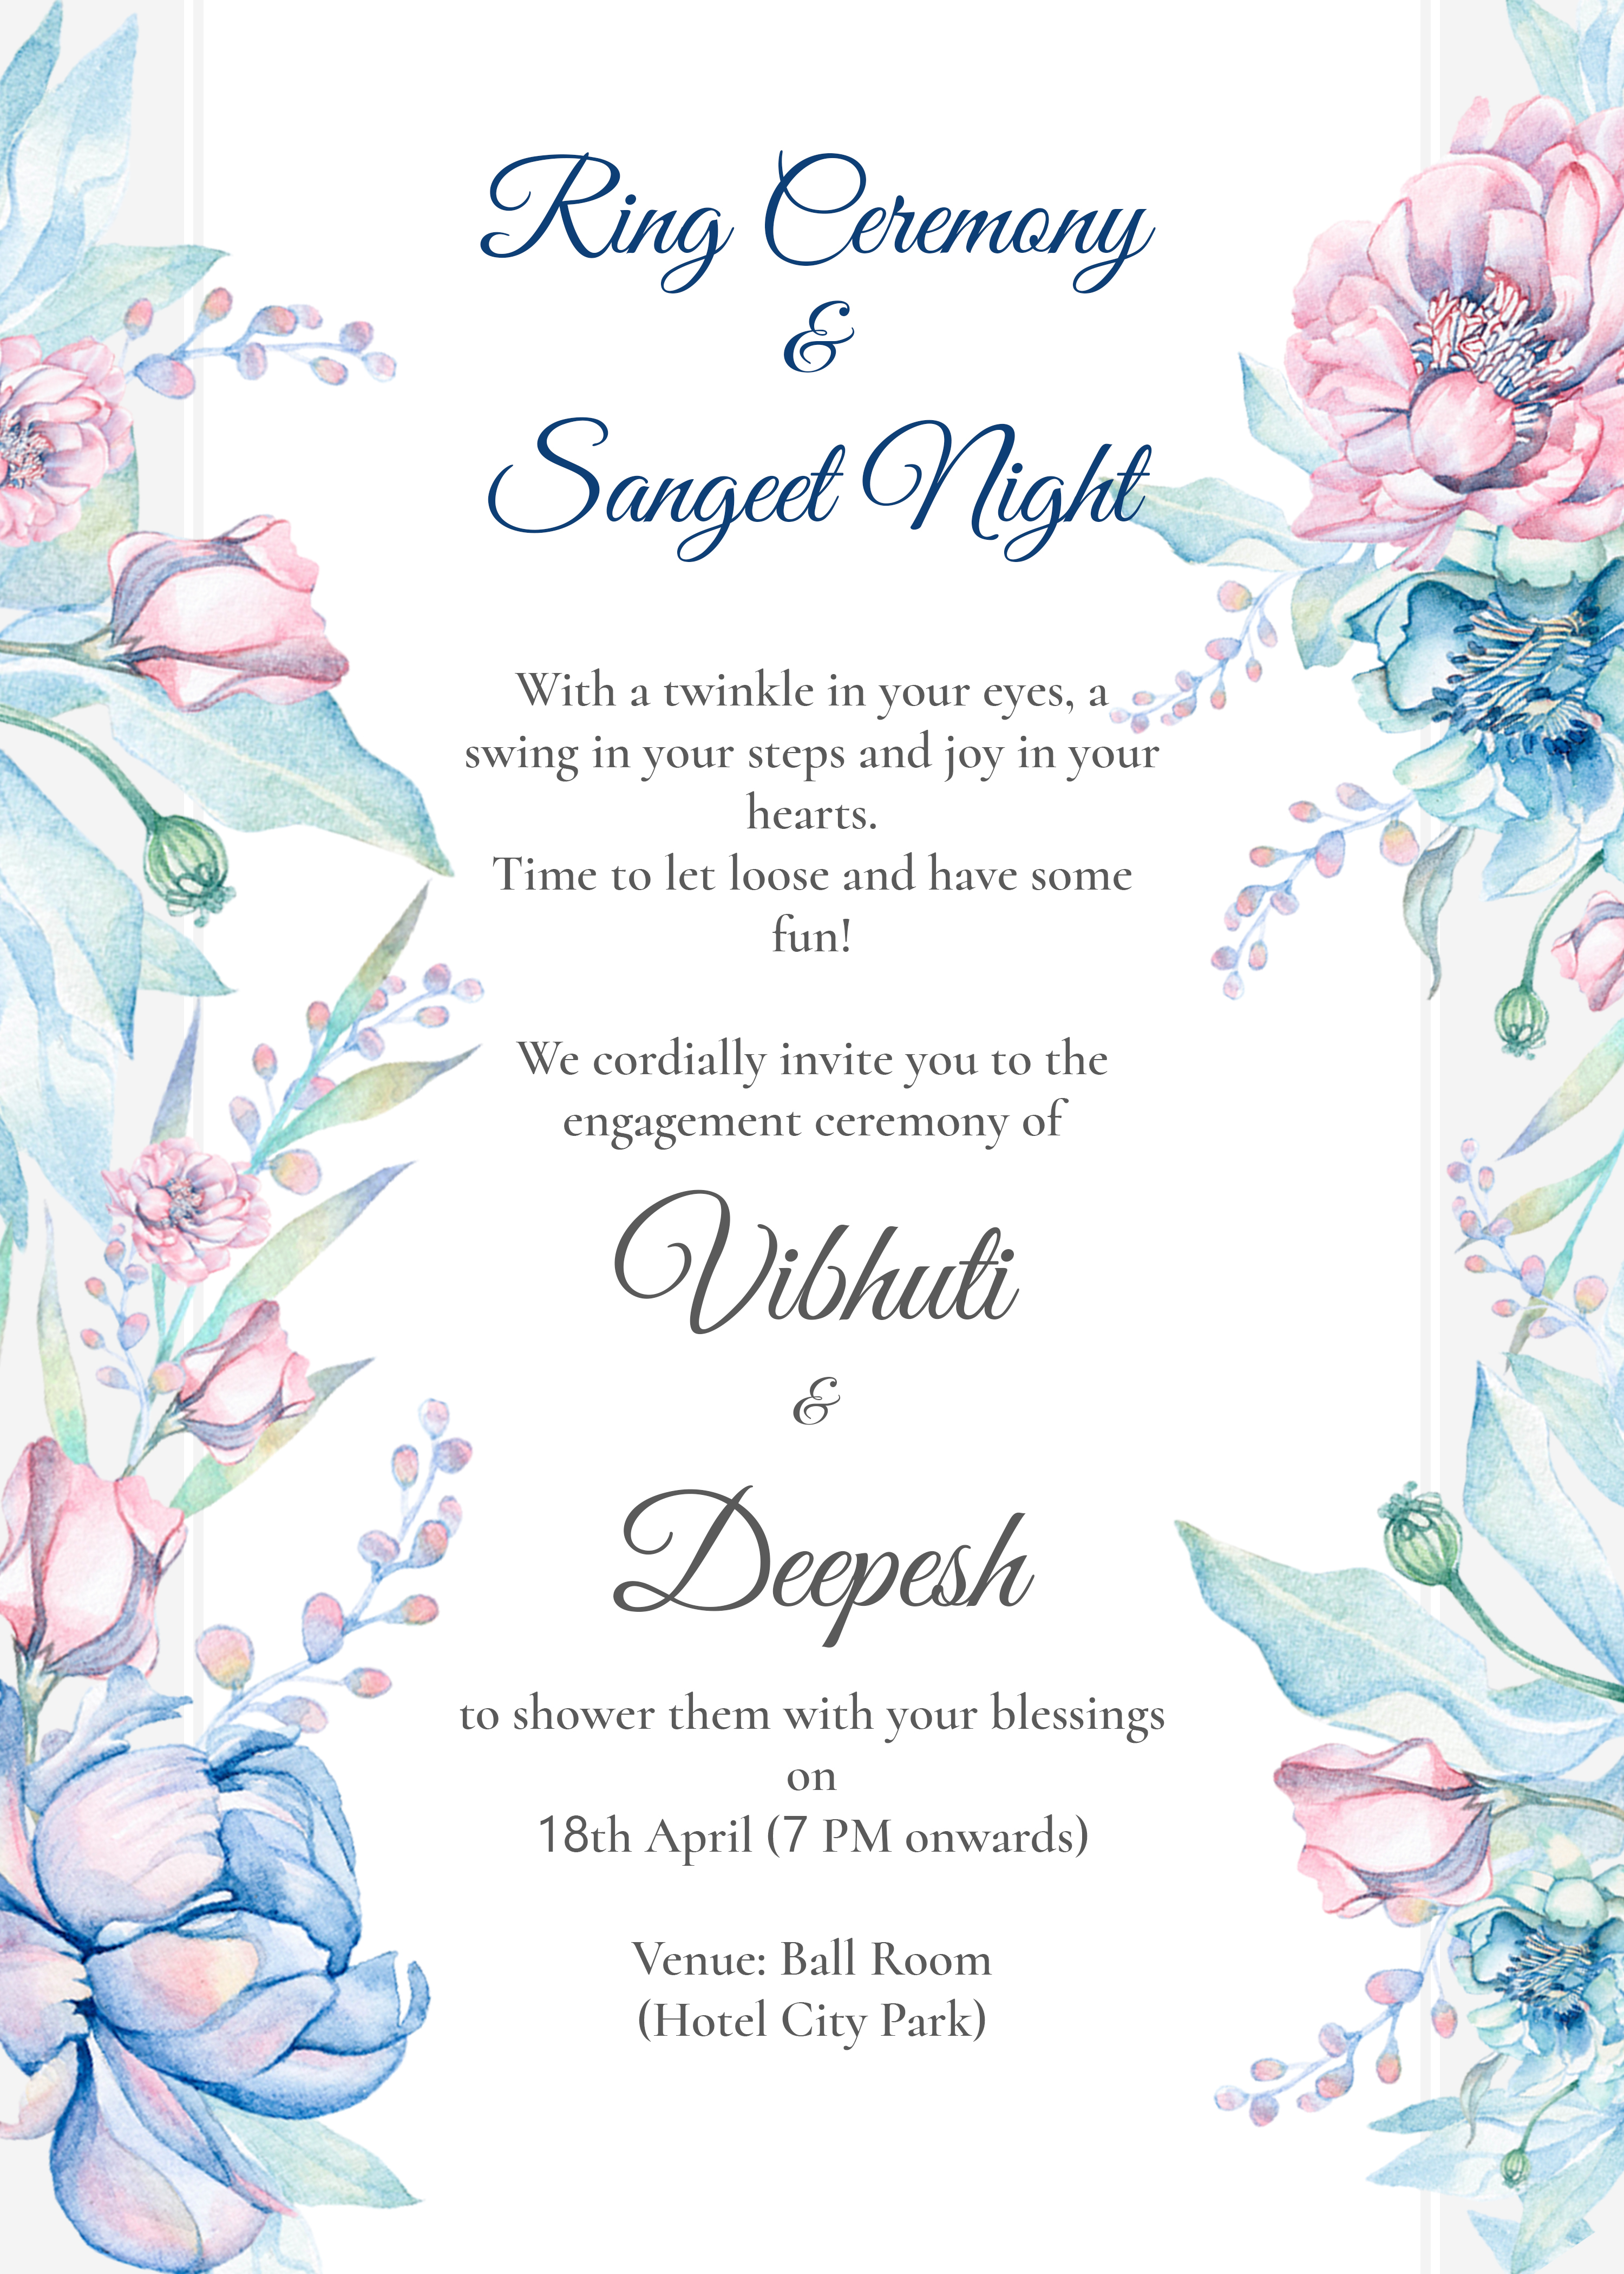 Ring Ceremony
&
Sangeet Night
With a twinkle in your eyes, a
swing in your steps and joy in your
hearts.
Time to let loose and have some
fun!
We cordially invite you to the
engagement ceremony of
Vibhuti
&
Deepesh
to shower them with your blessings
on
18th April (7 PM onwards)
Venue: Ball Room
(Hotel City Park)